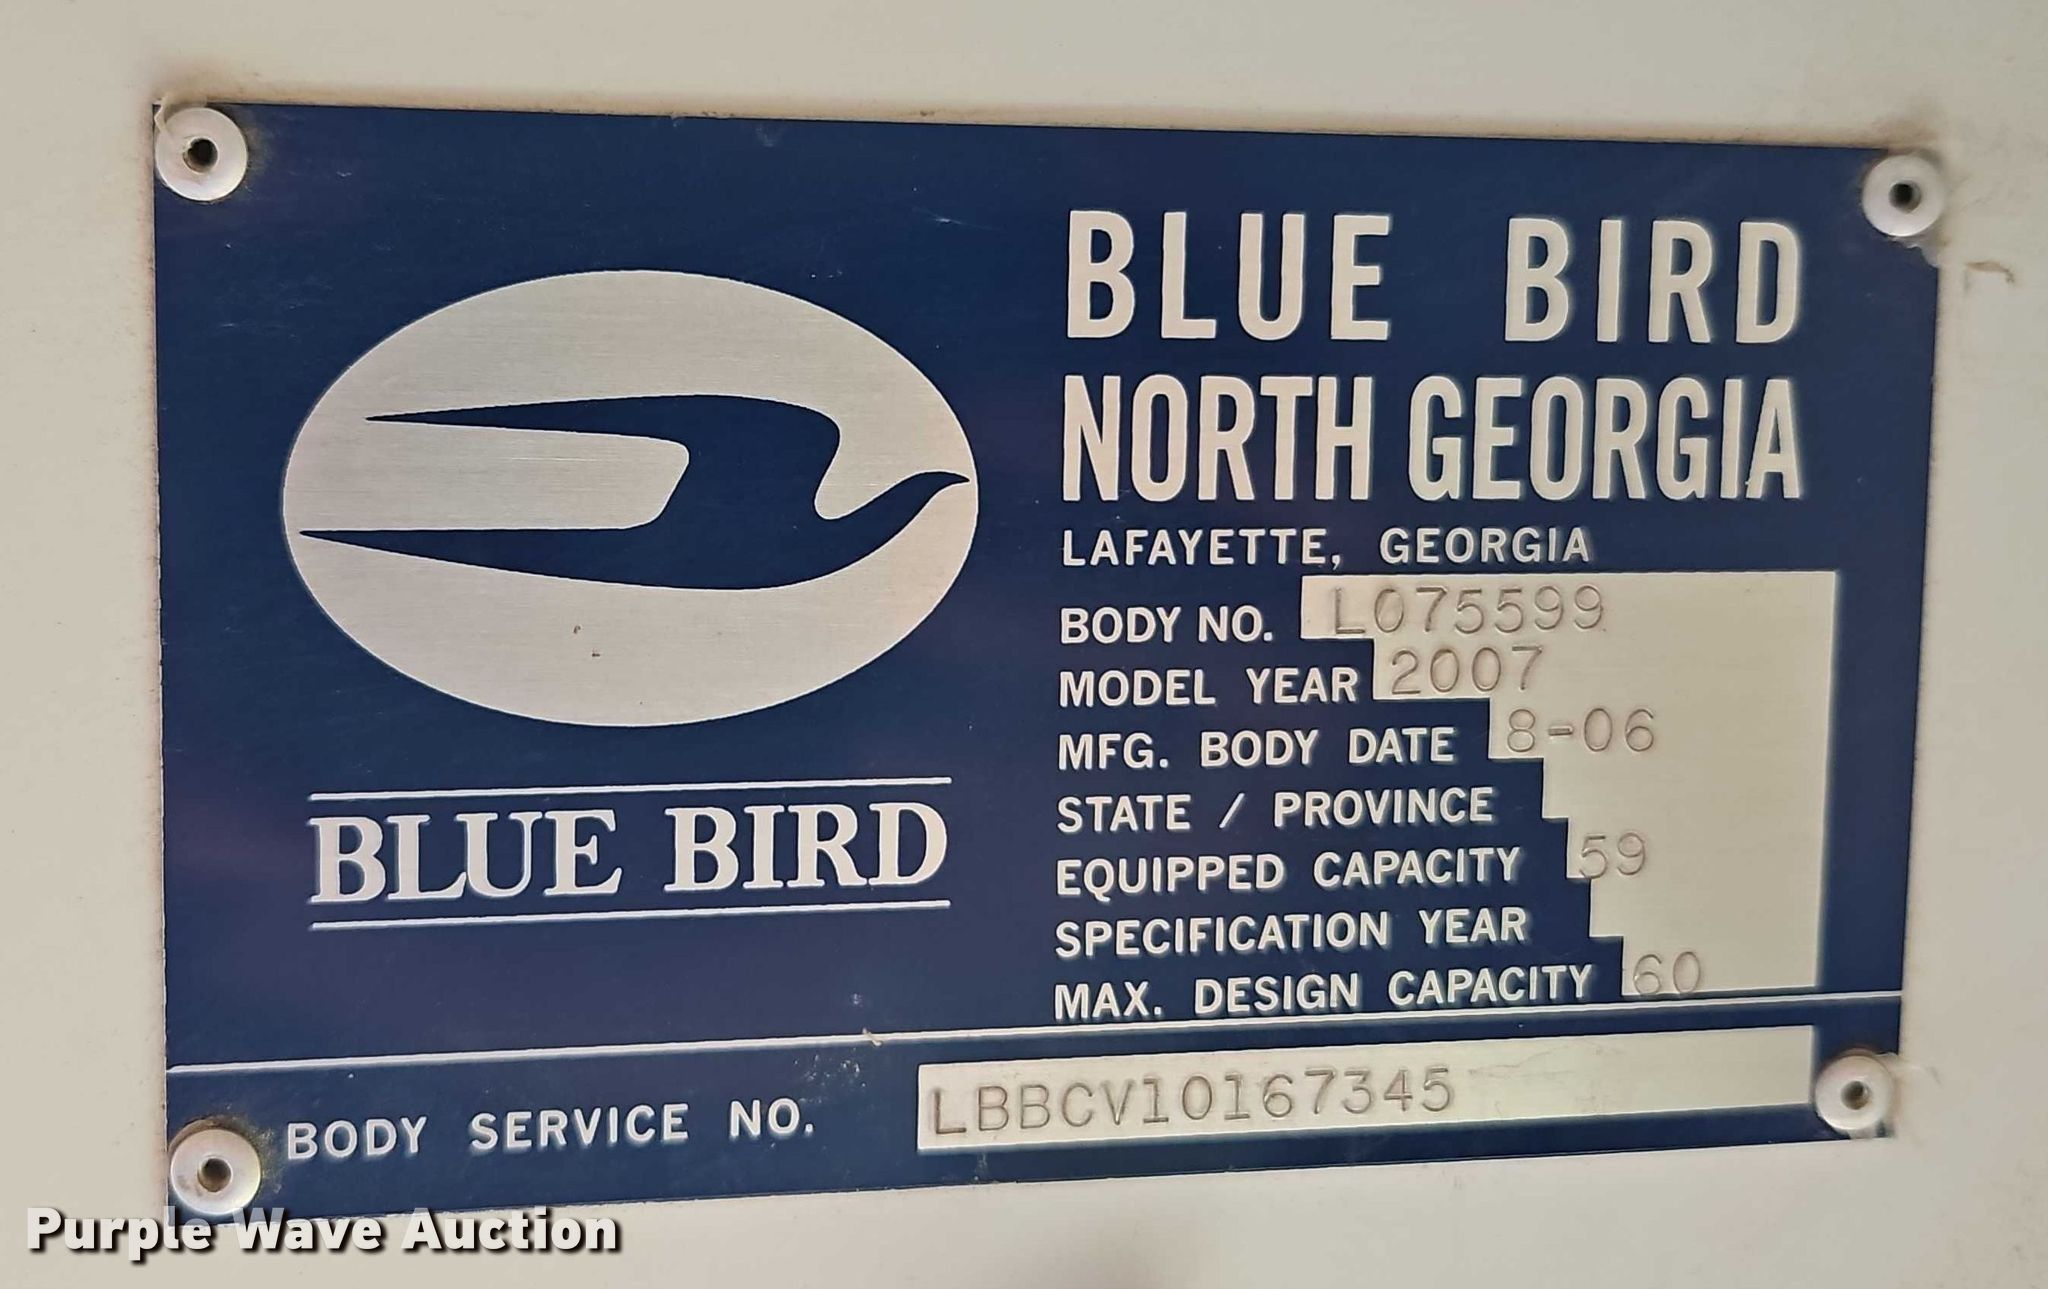 BLUE BIRD
NORTH GEORGIA
LAFAYETTE, GEORGIA
BODY NO. L075599
MODEL YEAR 2007
MFG. BODY DATE 8-06
STATE / PROVINCE
EQUIPPED CAPACITY 59
SPECIFICATION YEAR
MAX. DESIGN CAPACITY 60
BLUE BIRD
BODY SERVICE NO. LBBCV10167345
Purple Wave Auction